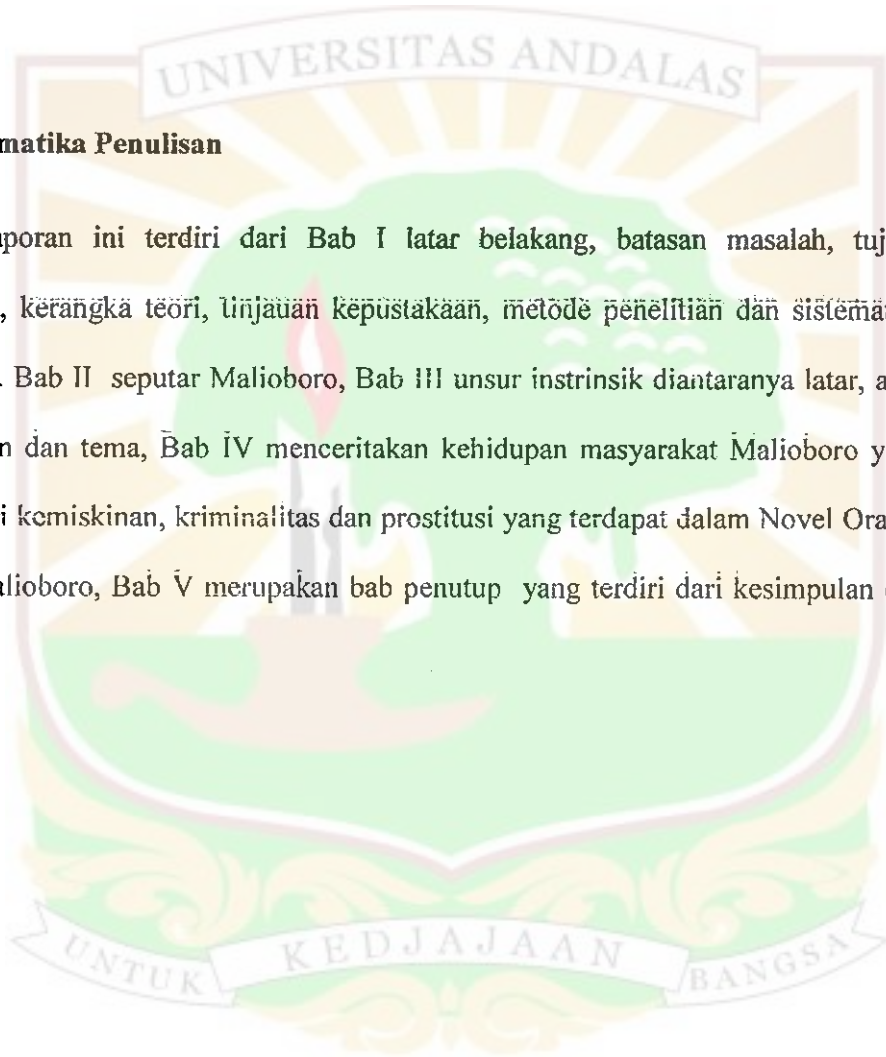 UNIVERSITAS ANDALAS
matika Penulisan
poran ini terdiri dari Bab I latar belakang, batasan masalah, tuj
, kerangka teori, tinjauan kepustakaan, metode penelitian dan sistema
. Bab II seputar Malioboro, Bab III unsur instrinsik diantaranya latar, a
n dan tema, Bab IV menceritakan kehidupan masyarakat Malioboro y
i kemiskinan, kriminalitas dan prostitusi yang terdapat dalam Novel Ora
alioboro, Bab V merupakan bab penutup yang terdiri dari kesimpulan
UNTUK KEDJAJAAN BANGSA